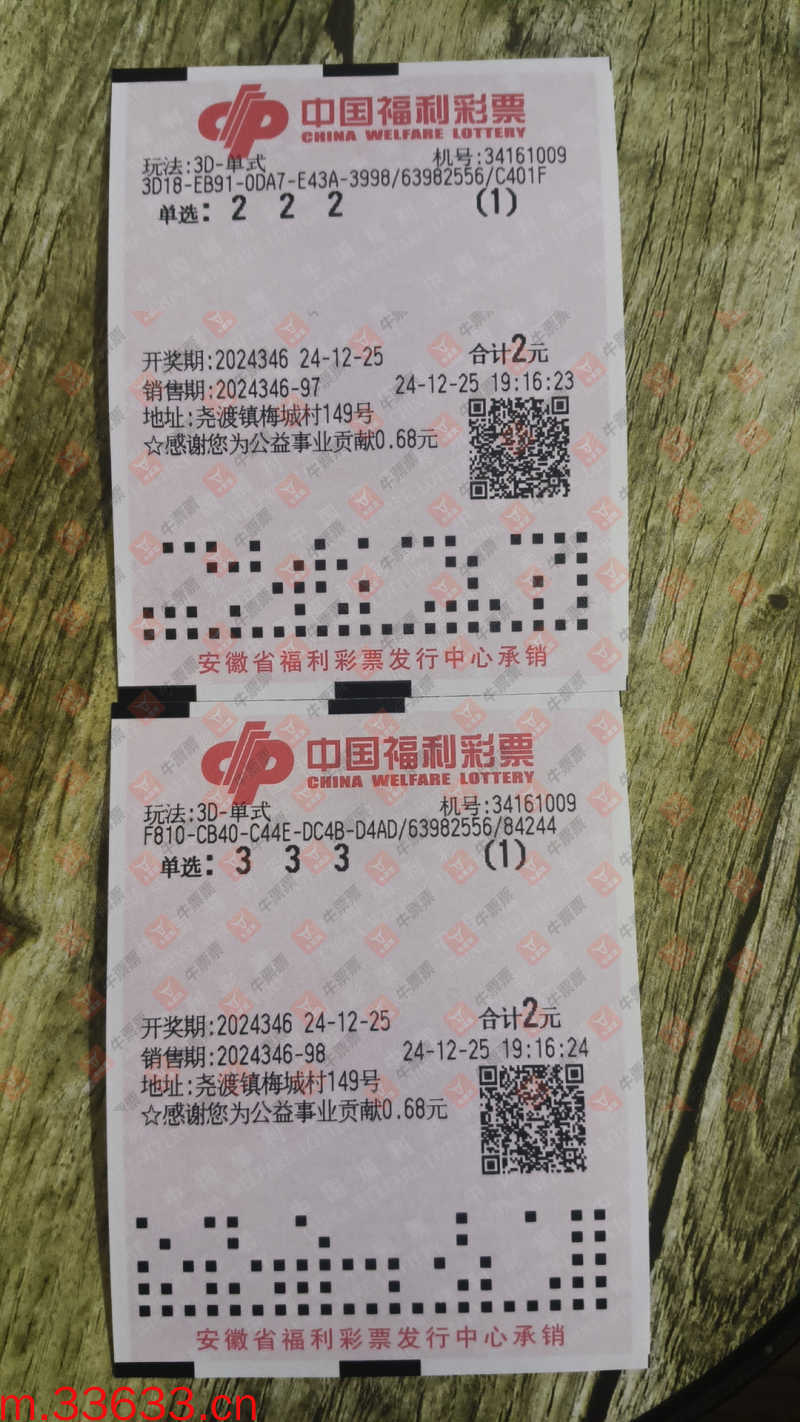 中国福利彩票
CHINA WELFARE LOTTERY
玩法:3D-单式 机号:34161009
3D18-EB91-0DA7-E43A-3998/63982556/C401F
单选: 2 2 2 (1)
开奖期:2024346 24-12-25 合计2元
销售期:2024346-97 24-12-25 19:16:23
地址:尧渡镇梅城村149号
☆感谢您为公益事业贡献0.68元
安徽省福利彩票发行中心承销
中国福利彩票
CHINA WELFARE LOTTERY
玩法:3D-单式 机号:34161009
F810-CB40-C44E-DC4B-D4AD/63982556/84244
单选: 3 3 3 (1)
开奖期:2024346 24-12-25 合计2元
销售期:2024346-98 24-12-25 19:16:24
地址:尧渡镇梅城村149号
☆感谢您为公益事业贡献0.68元
安徽省福利彩票发行中心承销
牛票票
m.33633.cn